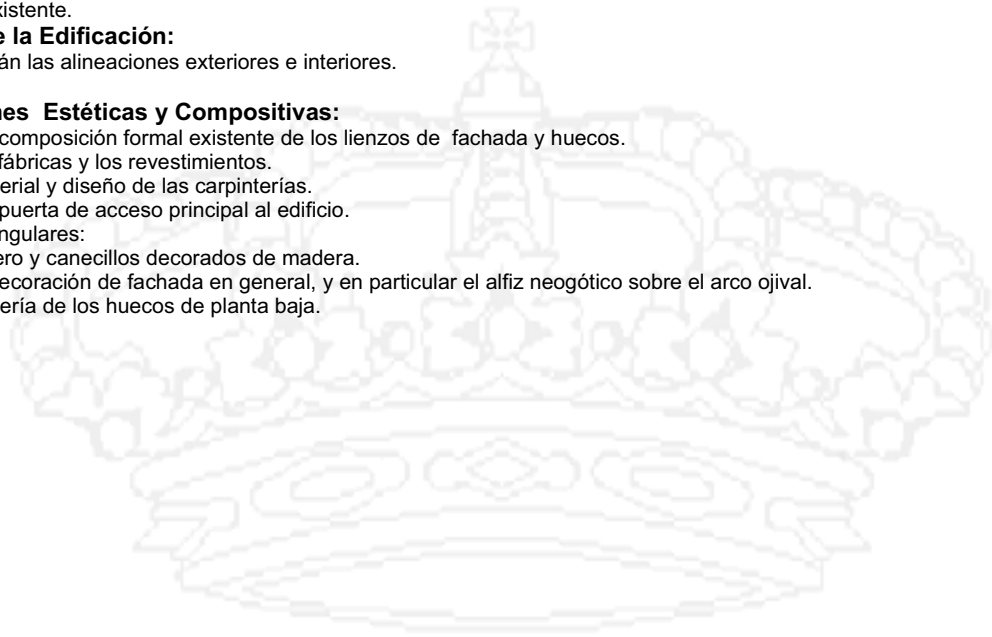 xistente.
e la Edificación:
án las alineaciones exteriores e interiores.
nes Estéticas y Compositivas:
composición formal existente de los lienzos de fachada y huecos.
fábricas y los revestimientos.
erial y diseño de las carpinterías.
puerta de acceso principal al edificio.
ngulares:
ero y canecillos decorados de madera.
ecoración de fachada en general, y en particular el alfiz neogótico sobre el arco ojival.
ería de los huecos de planta baja.